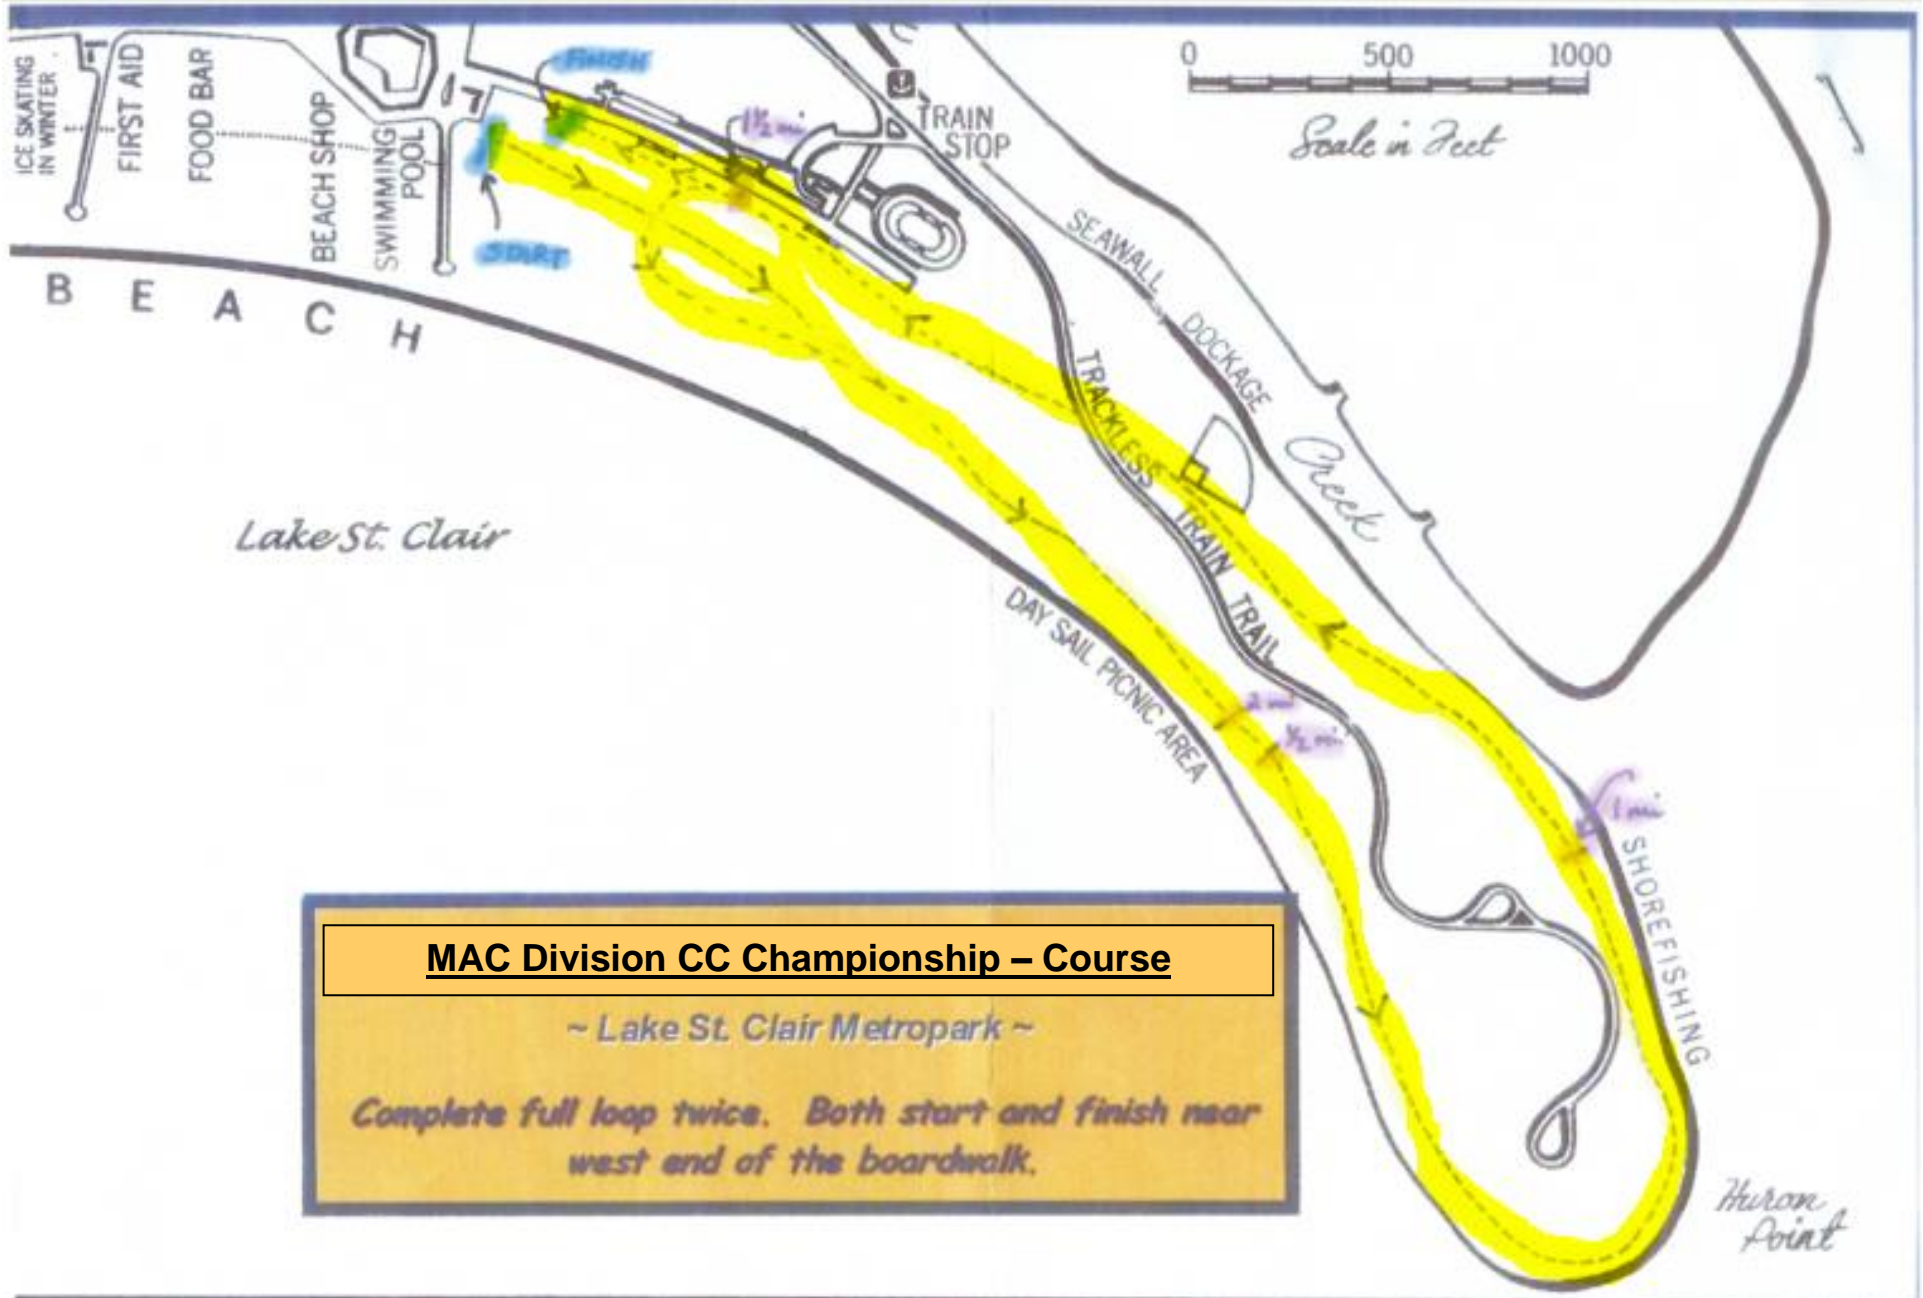 FINISH
0 500 1000
Scale in Feet
ICE SKATING
IN WINTER
FIRST AID
FOOD BAR
BEACH SHOP
SWIMMING
POOL
1½ mi
TRAIN
STOP
START
BEACH
SEAWALL
DOCKAGE
Creek
TRACKLESS TRAIN TRAIL
Lake St. Clair
DAY SAIL PICNIC AREA
2 mi
½ mi
1 mi
SHOREFISHING
MAC Division CC Championship – Course
~ Lake St. Clair Metropark ~
Complete full loop twice. Both start and finish near
west end of the boardwalk.
Huron
Point